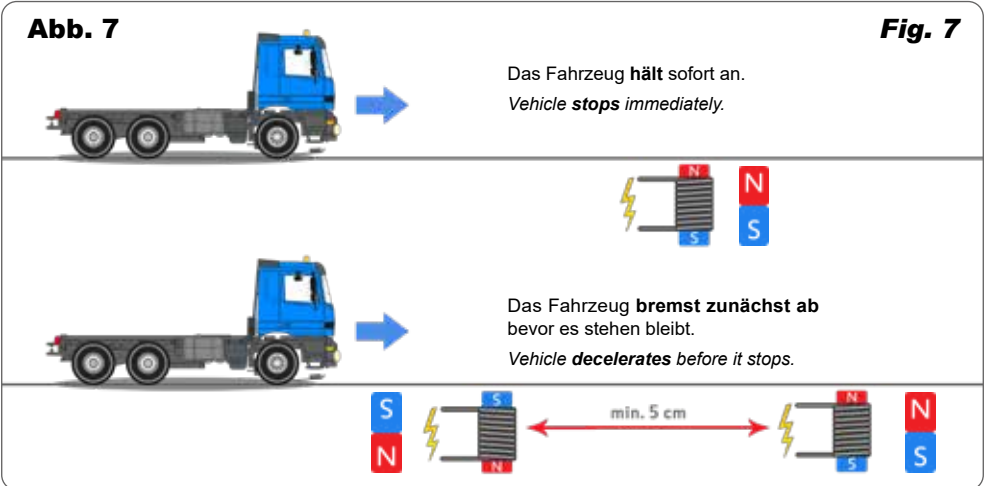 Abb. 7
Fig. 7
Das Fahrzeug hält sofort an.
Vehicle stops immediately.
N
N
S
S
Das Fahrzeug bremst zunächst ab
bevor es stehen bleibt.
Vehicle decelerates before it stops.
S
S
min. 5 cm
N
N
N
N
S
S